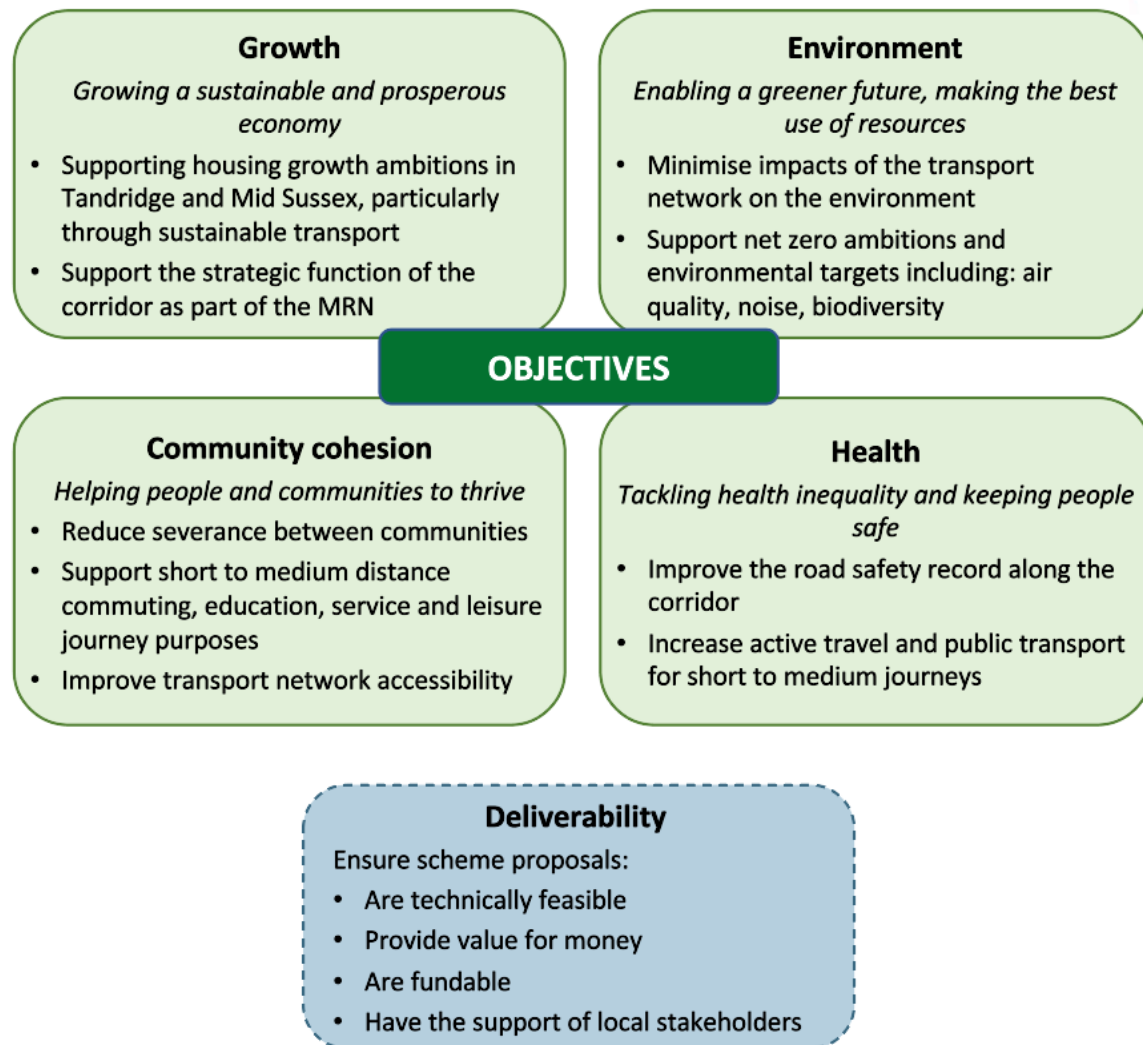 Growth
Growing a sustainable and prosperous
economy
• Supporting housing growth ambitions in
Tandridge and Mid Sussex, particularly
through sustainable transport
• Support the strategic function of the
corridor as part of the MRN
Environment
Enabling a greener future, making the best
use of resources
• Minimise impacts of the transport
network on the environment
• Support net zero ambitions and
environmental targets including: air
quality, noise, biodiversity
OBJECTIVES
Community cohesion
Helping people and communities to thrive
• Reduce severance between communities
• Support short to medium distance
commuting, education, service and leisure
journey purposes
• Improve transport network accessibility
Health
Tackling health inequality and keeping people
safe
• Improve the road safety record along the
corridor
• Increase active travel and public transport
for short to medium journeys
Deliverability
Ensure scheme proposals:
• Are technically feasible
• Provide value for money
• Are fundable
• Have the support of local stakeholders